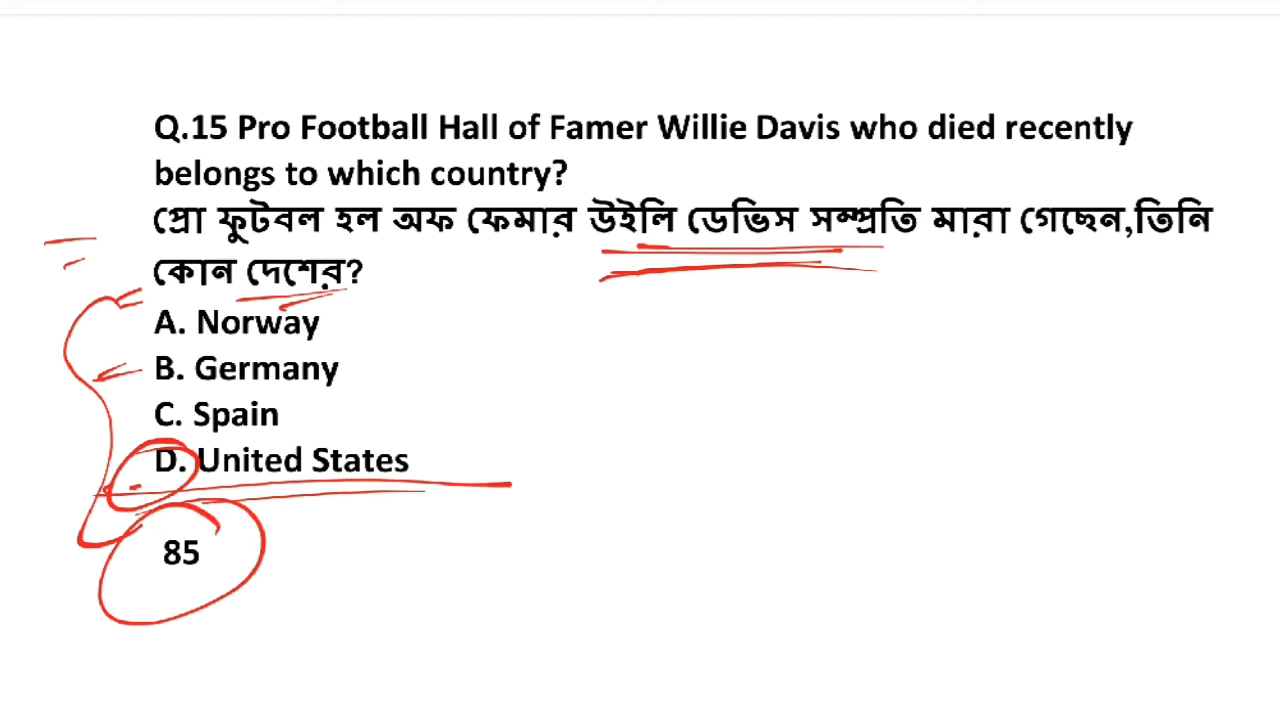 Q.15 Pro Football Hall of Famer Willie Davis who died recently
belongs to which country?
প্রো ফুটবল হল অফ ফেমার উইলি ডেভিস সম্প্রতি মারা গেছেন,তিনি
কোন দেশের?
A. Norway
B. Germany
C. Spain
D. United States
85